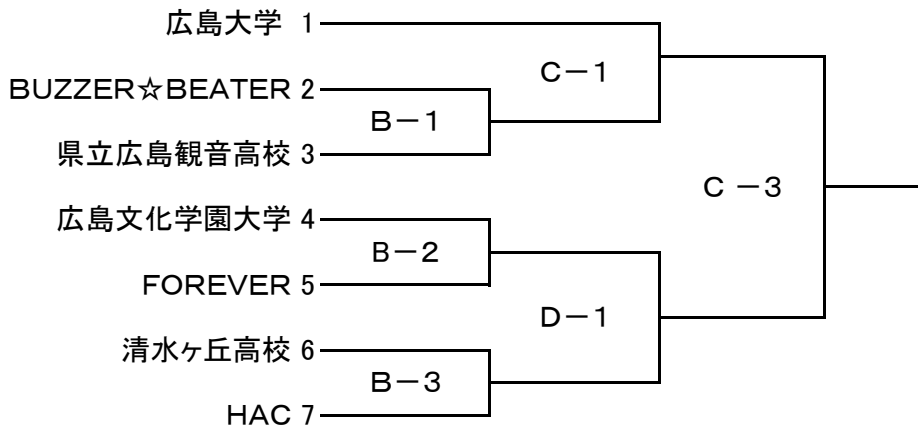 広島大学 1
C－1
BUZZER☆BEATER 2
B－1
県立広島観音高校 3
C －3
広島文化学園大学 4
B－2
FOREVER 5
D－1
清水ヶ丘高校 6
B－3
HAC 7